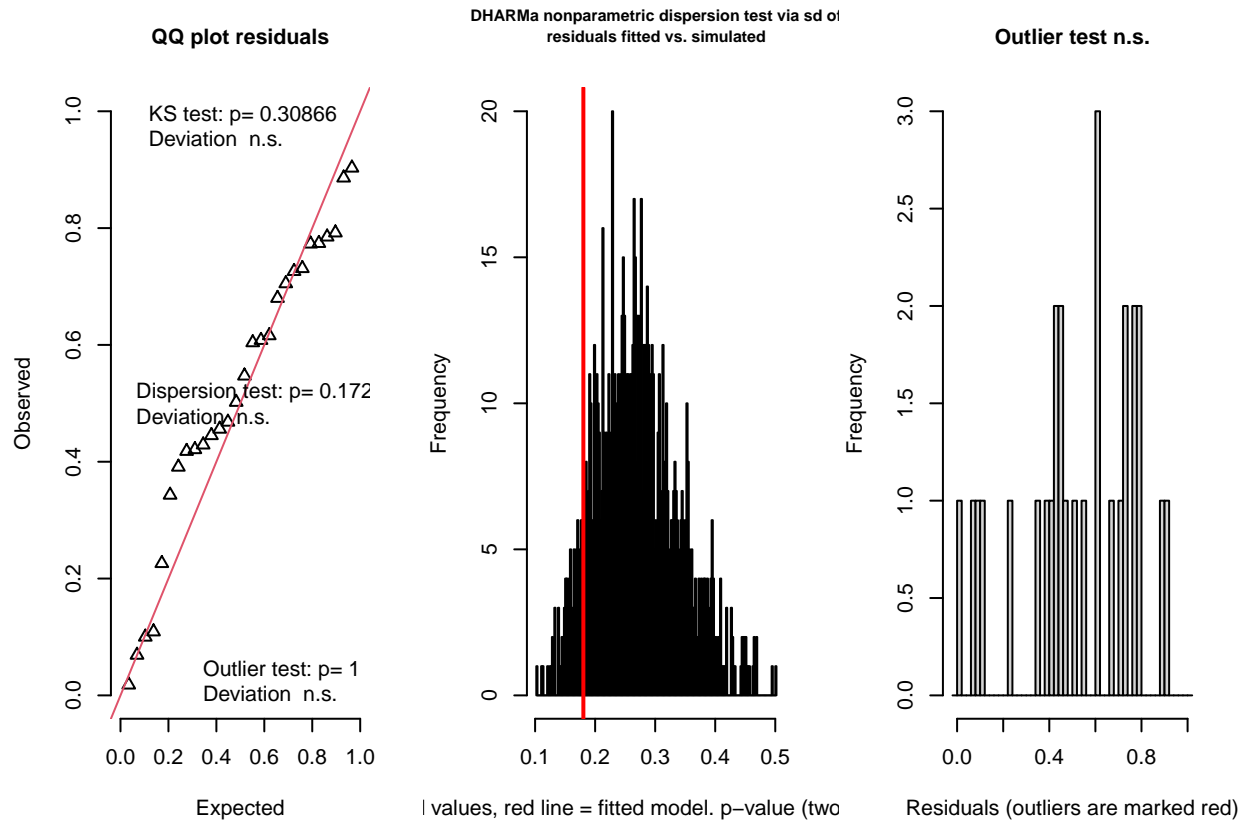 QQ plot residuals
KS test: p= 0.30866
Deviation  n.s.
Dispersion test: p= 0.172
Deviation  n.s.
Outlier test: p= 1
Deviation  n.s.
Observed
0.0 0.2 0.4 0.6 0.8 1.0
0.0 0.2 0.4 0.6 0.8 1.0
Expected
DHARMa nonparametric dispersion test via sd of
residuals fitted vs. simulated
Frequency
0 5 10 15 20
0.1 0.2 0.3 0.4 0.5
values, red line = fitted model. p−value (two
Outlier test n.s.
Frequency
0.0 0.5 1.0 1.5 2.0 2.5 3.0
0.0 0.4 0.8
Residuals (outliers are marked red)